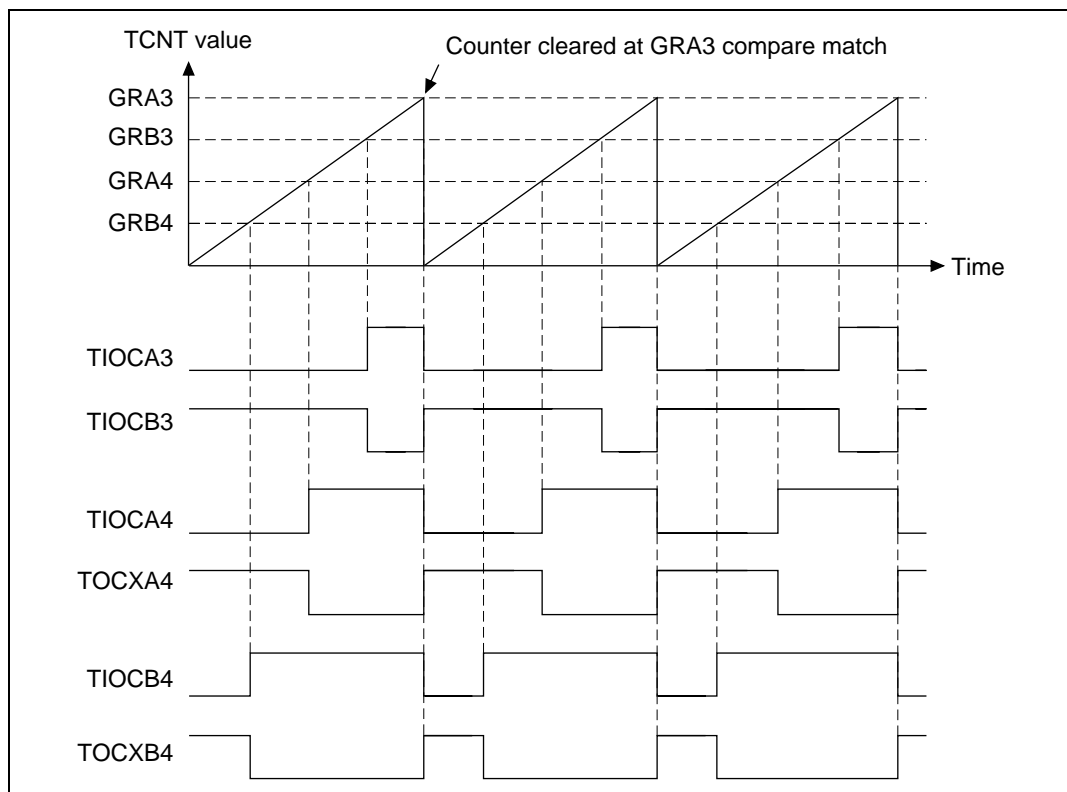 TCNT value
Counter cleared at GRA3 compare match
GRA3
GRB3
GRA4
GRB4
Time
TIOCA3
TIOCB3
TIOCA4
TOCXA4
TIOCB4
TOCXB4